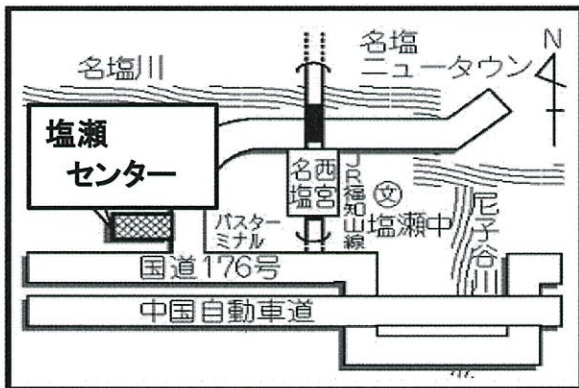 名塩川
名塩
ニュータウン
N
塩瀬
センター
西宮
名塩
JR福知山線
文
塩瀬中
尼子谷川
バスター
ミナル
国道176号
中国自動車道